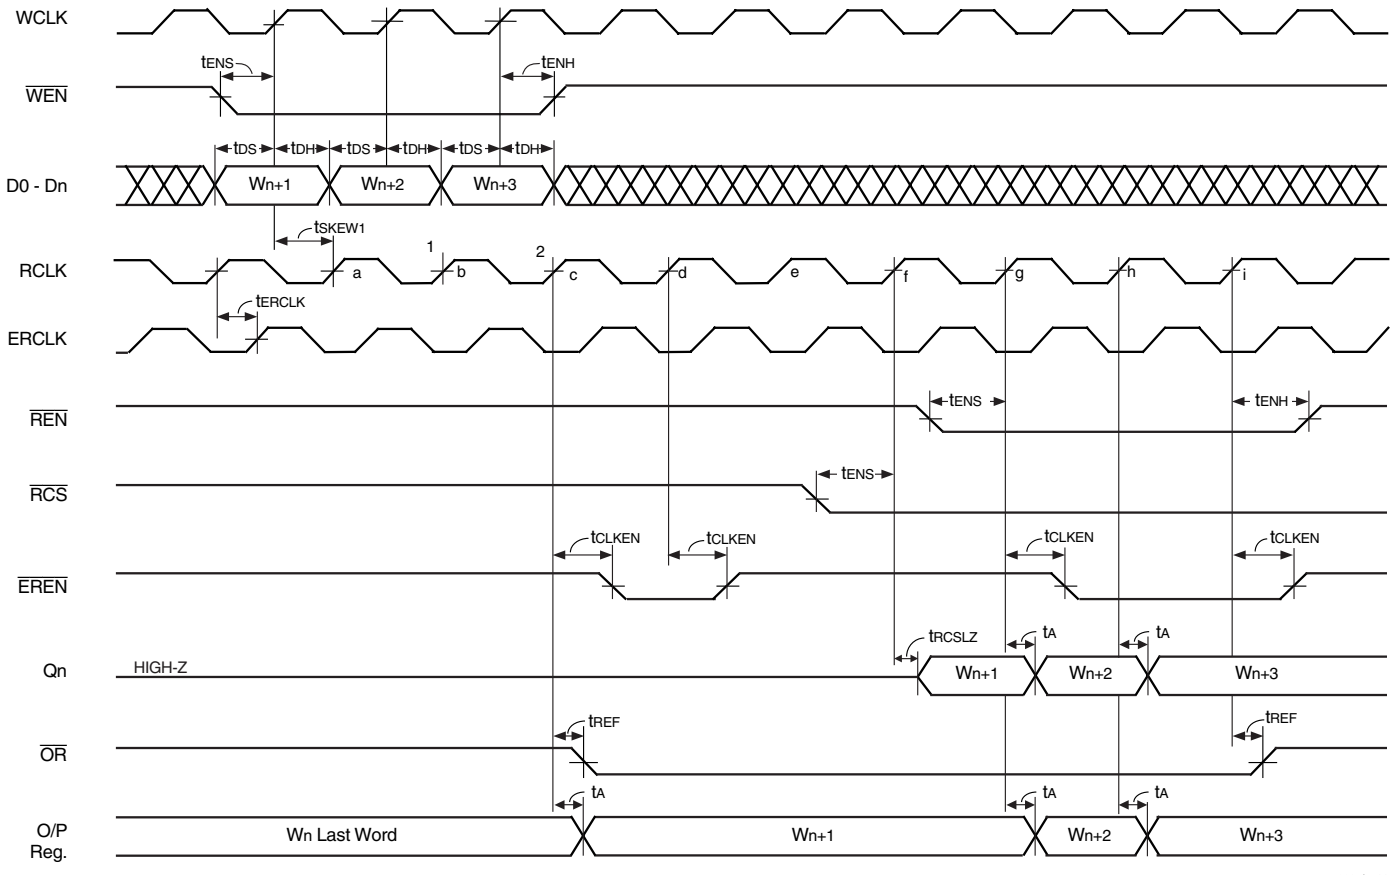 WCLK
tENS
tENH
WEN
tDS tDH tDS tDH tDS tDH
D0 - Dn
Wn+1 Wn+2 Wn+3
tSKEW1
1 2
RCLK
a b c d e f g h i
tERCLK
ERCLK
REN
tENS tENH
RCS
tENS
EREN
tCLKEN tCLKEN tCLKEN tCLKEN
Qn
HIGH-Z
tRCSLZ tA tA
Wn+1 Wn+2 Wn+3
OR
tREF tREF
tA tA tA
O/P
Reg.
Wn Last Word Wn+1 Wn+2 Wn+3